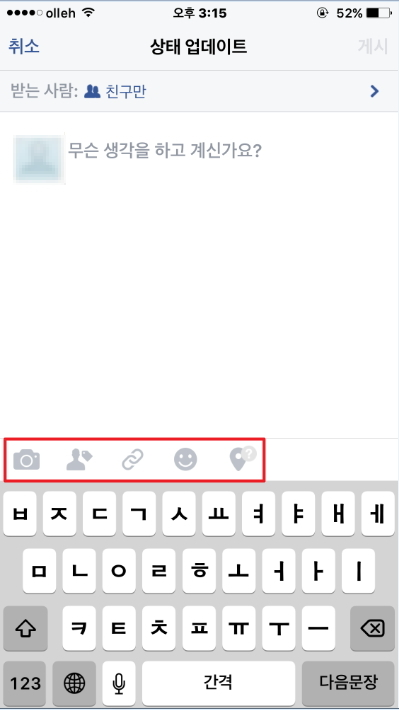 olleh 오후 3:15 52%
취소 상태 업데이트 게시
받는 사람: 친구만
무슨 생각을 하고 계신가요?
?
ㅂ ㅈ ㄷ ㄱ ㅅ ㅛ ㅕ ㅑ ㅐ ㅔ
ㅁ ㄴ ㅇ ㄹ ㅎ ㅗ ㅓ ㅏ ㅣ
ㅋ ㅌ ㅊ ㅍ ㅠ ㅜ ㅡ
123 간격 다음문장